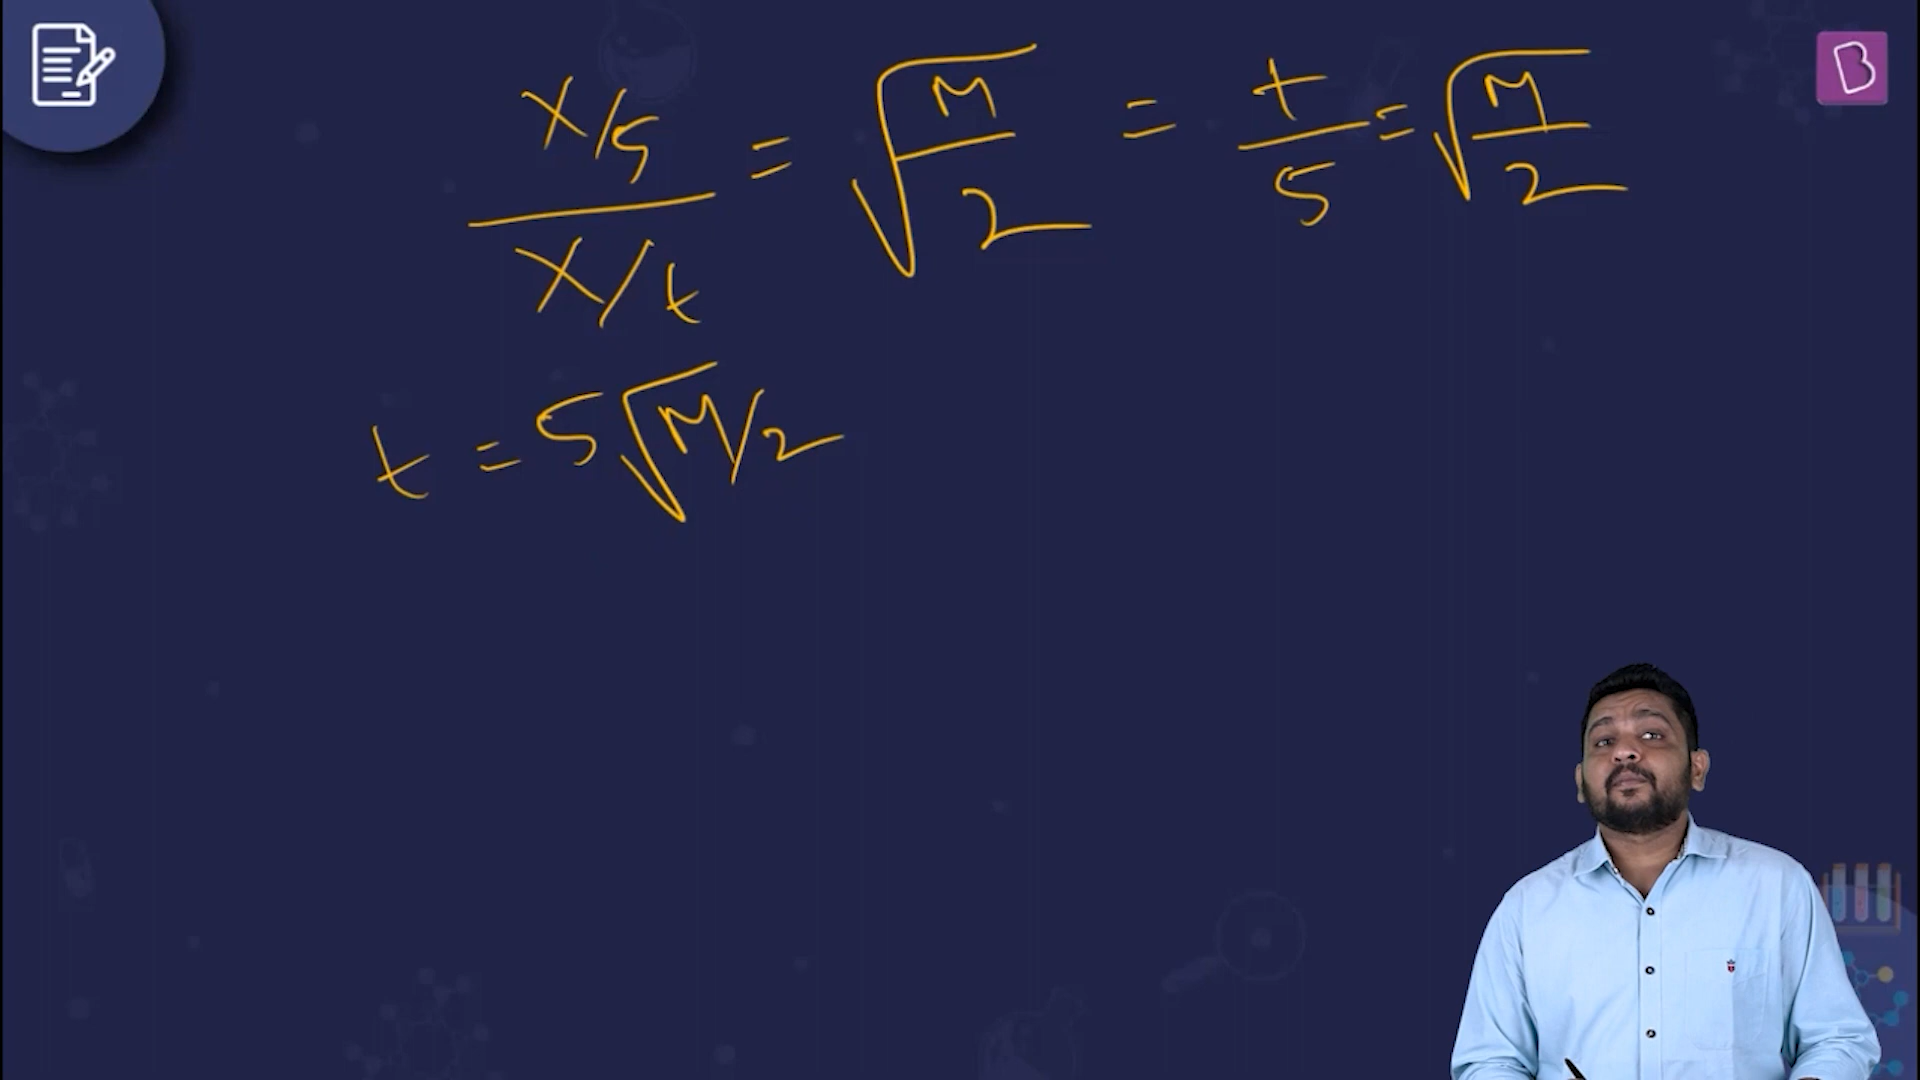 X/5 / X/t = √(M/2) = t/5 = √(M/2)
t = 5√M/2
B